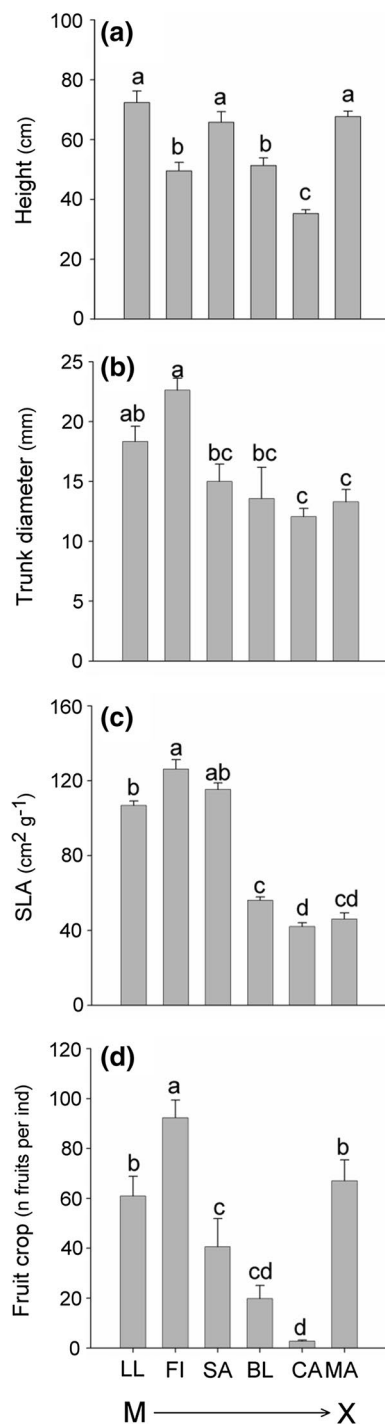 (a)
Height (cm)
100
80
60
40
20
0
a
b
a
b
c
a
(b)
Trunk diameter (mm)
25
20
15
10
5
0
ab
a
bc
bc
c
c
(c)
SLA (cm² g⁻¹)
160
120
80
40
0
b
a
ab
c
d
cd
(d)
Fruit crop (n fruits per ind)
120
100
80
60
40
20
0
b
a
c
cd
d
b
LL FI SA BL CA MA
M X